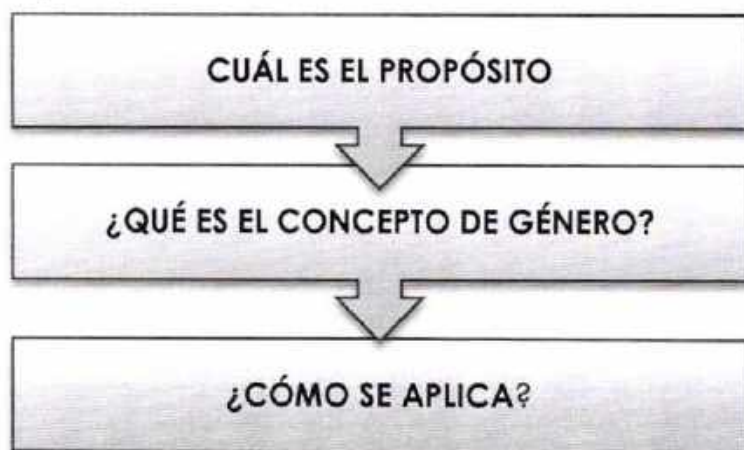 CUÁL ES EL PROPÓSITO
¿QUÉ ES EL CONCEPTO DE GÉNERO?
¿CÓMO SE APLICA?